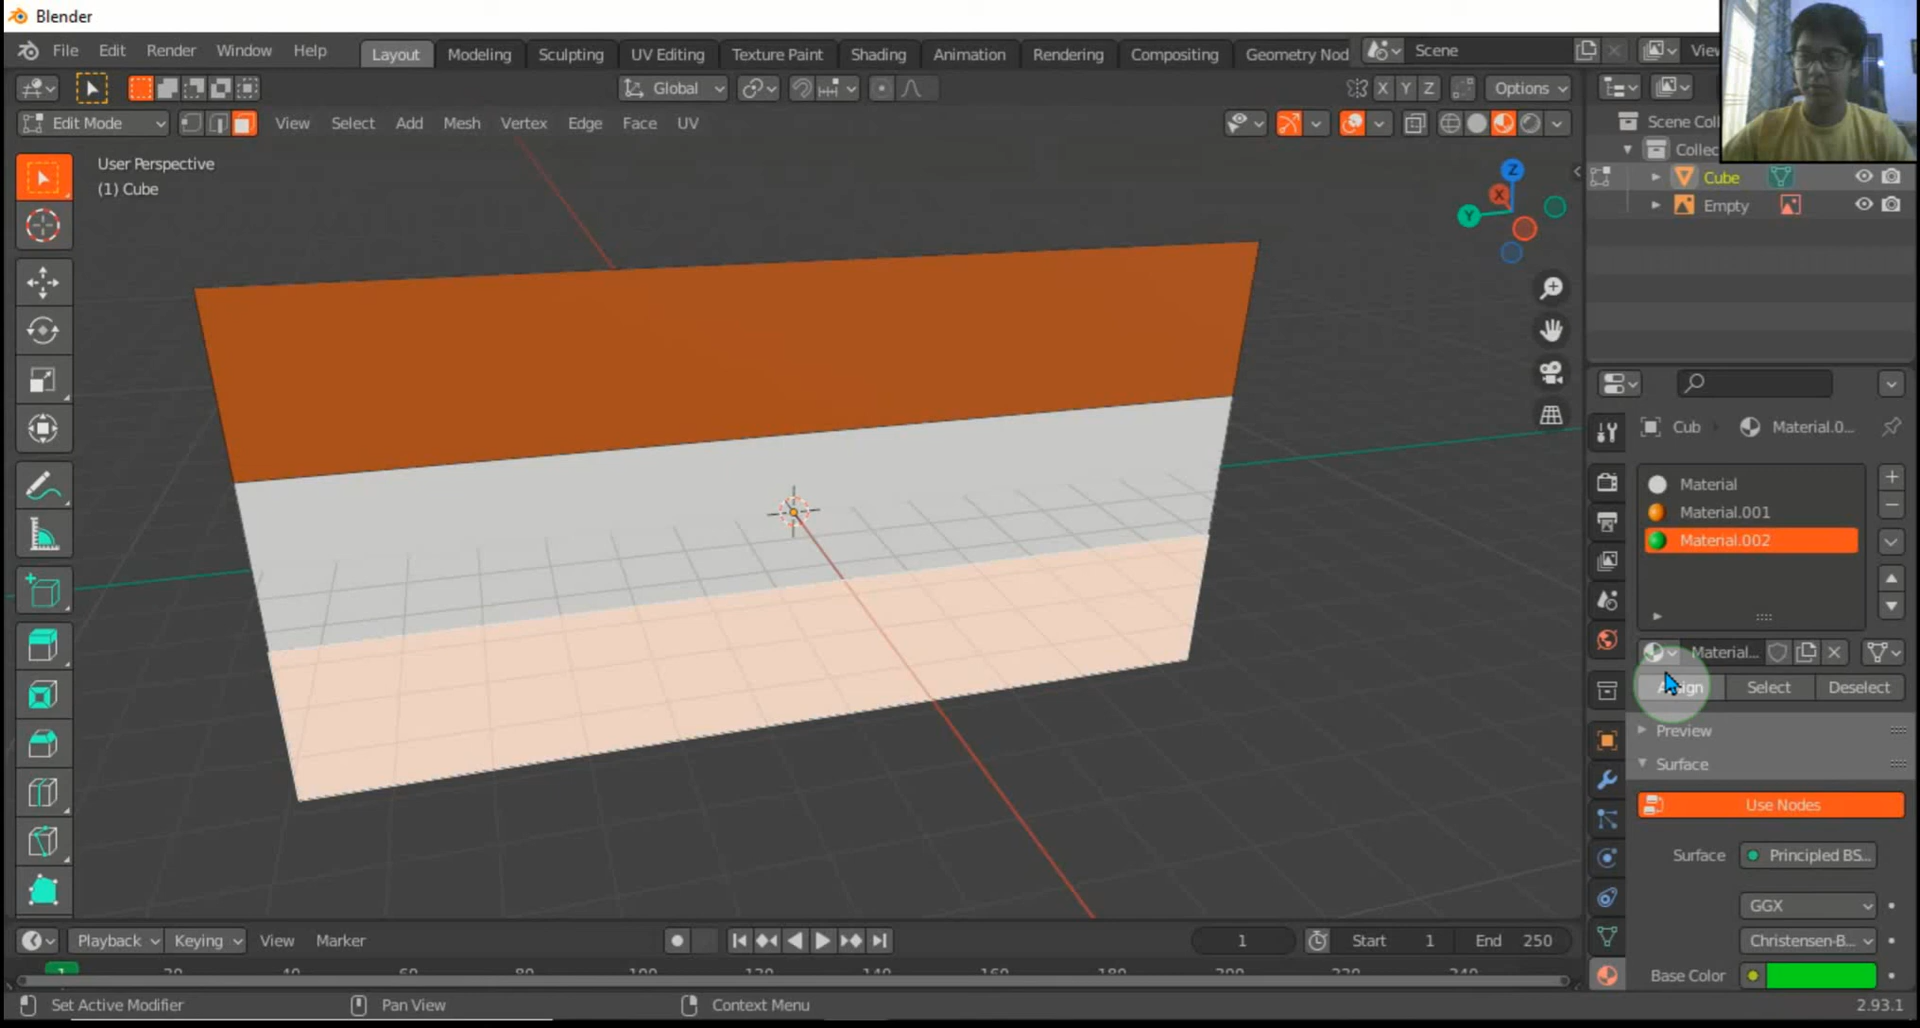 Blender
File Edit Render Window Help Layout Modeling Sculpting UV Editing Texture Paint Shading Animation Rendering Compositing Geometry Nod Scene
Global X Y Z Options
Edit Mode View Select Add Mesh Vertex Edge Face UV
User Perspective
(1) Cube
Z
X
Y
Scene Coll
Collec
Cube
Empty
Cub Material.0...
Material
Material.001
Material.002
Material...
Select Deselect
Preview
Surface
Use Nodes
Surface Principled BS...
GGX
Christensen-B...
Base Color
Playback Keying View Marker 1 Start 1 End 250
1
Set Active Modifier Pan View Context Menu 2.93.1